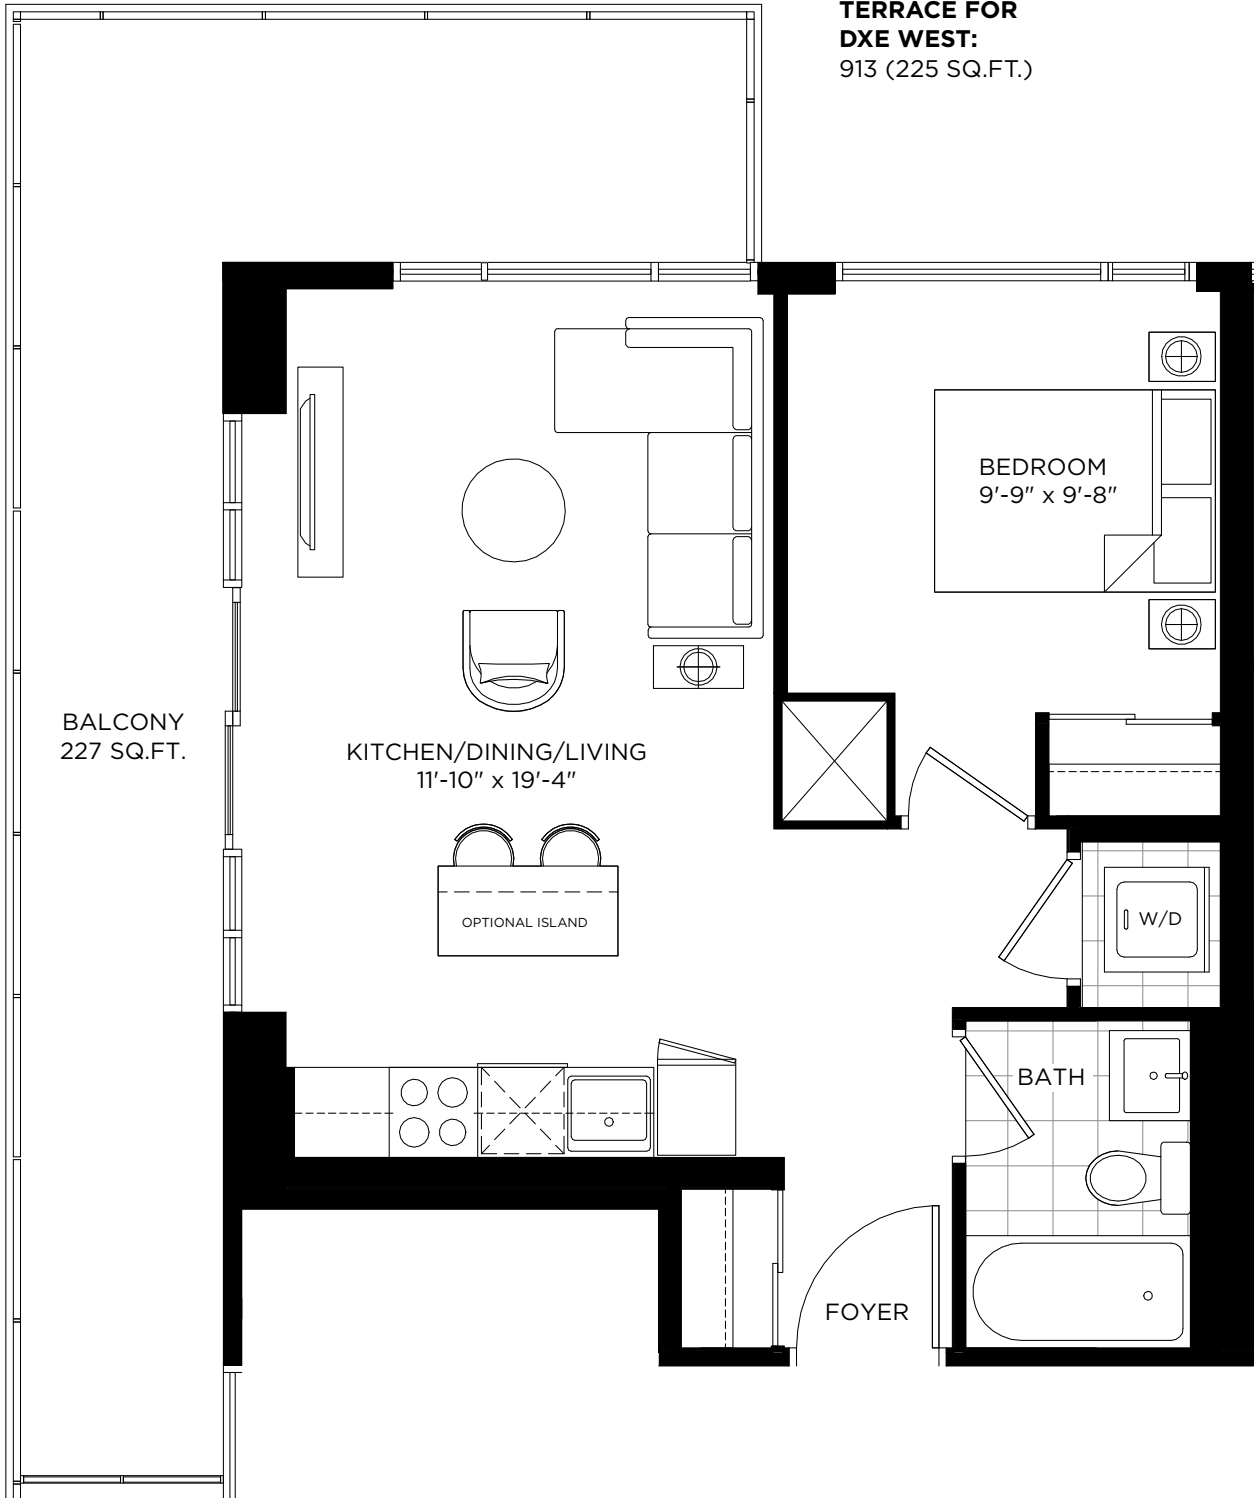 TERRACE FOR
DXE WEST:
913 (225 SQ.FT.)
BEDROOM
9'-9" x 9'-8"
BALCONY
227 SQ.FT.
KITCHEN/DINING/LIVING
11'-10" x 19'-4"
OPTIONAL ISLAND
W/D
BATH
FOYER